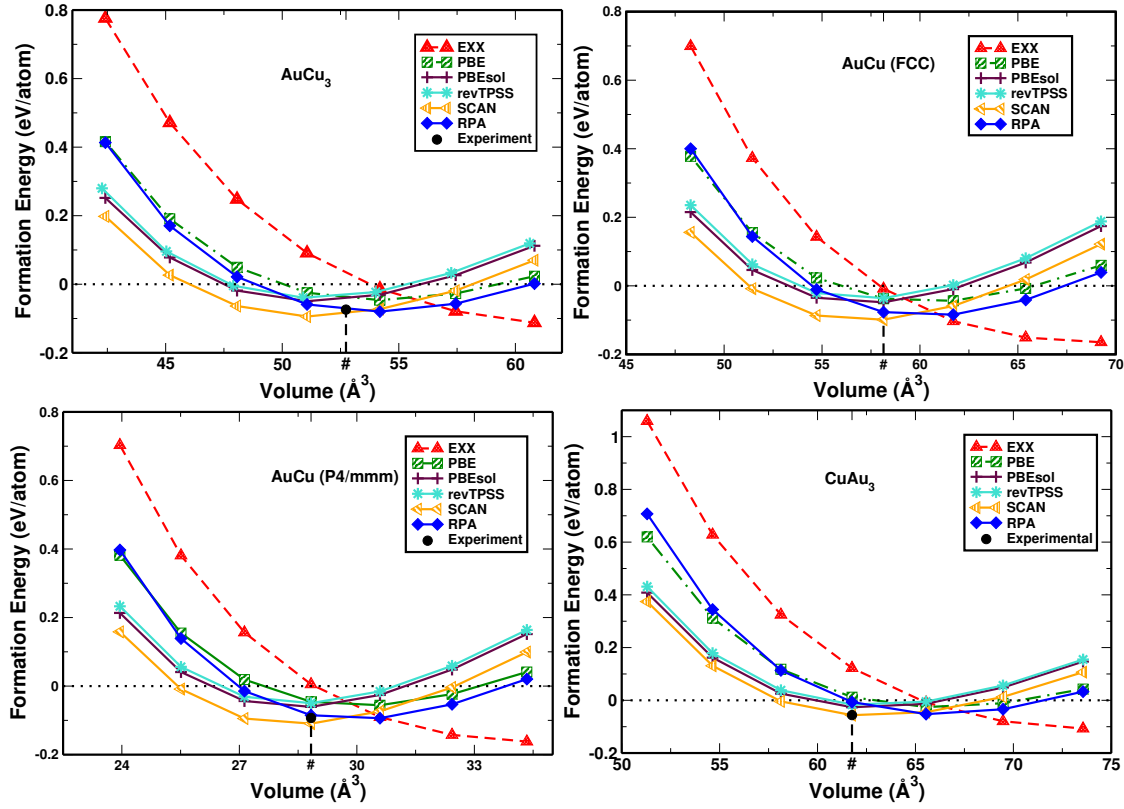 Formation Energy (eV/atom)
0.8
0.6
0.4
0.2
0
-0.2
AuCu3
EXX
PBE
PBEsol
revTPSS
SCAN
RPA
Experiment
45 50 # 55 60
Volume (Å3)
Formation Energy (eV/atom)
0.8
0.6
0.4
0.2
0
-0.2
AuCu (FCC)
EXX
PBE
PBEsol
revTPSS
SCAN
RPA
45 50 55 # 60 65 70
Volume (Å3)
Formation Energy (eV/atom)
0.8
0.6
0.4
0.2
0
-0.2
AuCu (P4/mmm)
EXX
PBE
PBEsol
revTPSS
SCAN
RPA
Experiment
24 27 # 30 33
Volume (Å3)
Formation Energy (eV/atom)
1
0.8
0.6
0.4
0.2
0
-0.2
CuAu3
EXX
PBE
PBEsol
revTPSS
SCAN
RPA
Experimental
50 55 60 # 65 70 75
Volume (Å3)